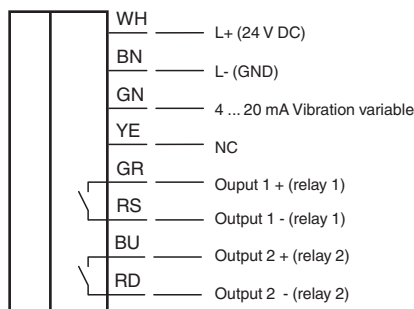 WH L+ (24 V DC)
BN L- (GND)
GN 4 ... 20 mA Vibration variable
YE NC
GR Ouput 1 + (relay 1)
RS Output 1 - (relay 1)
BU Output 2 + (relay 2)
RD Output 2 - (relay 2)